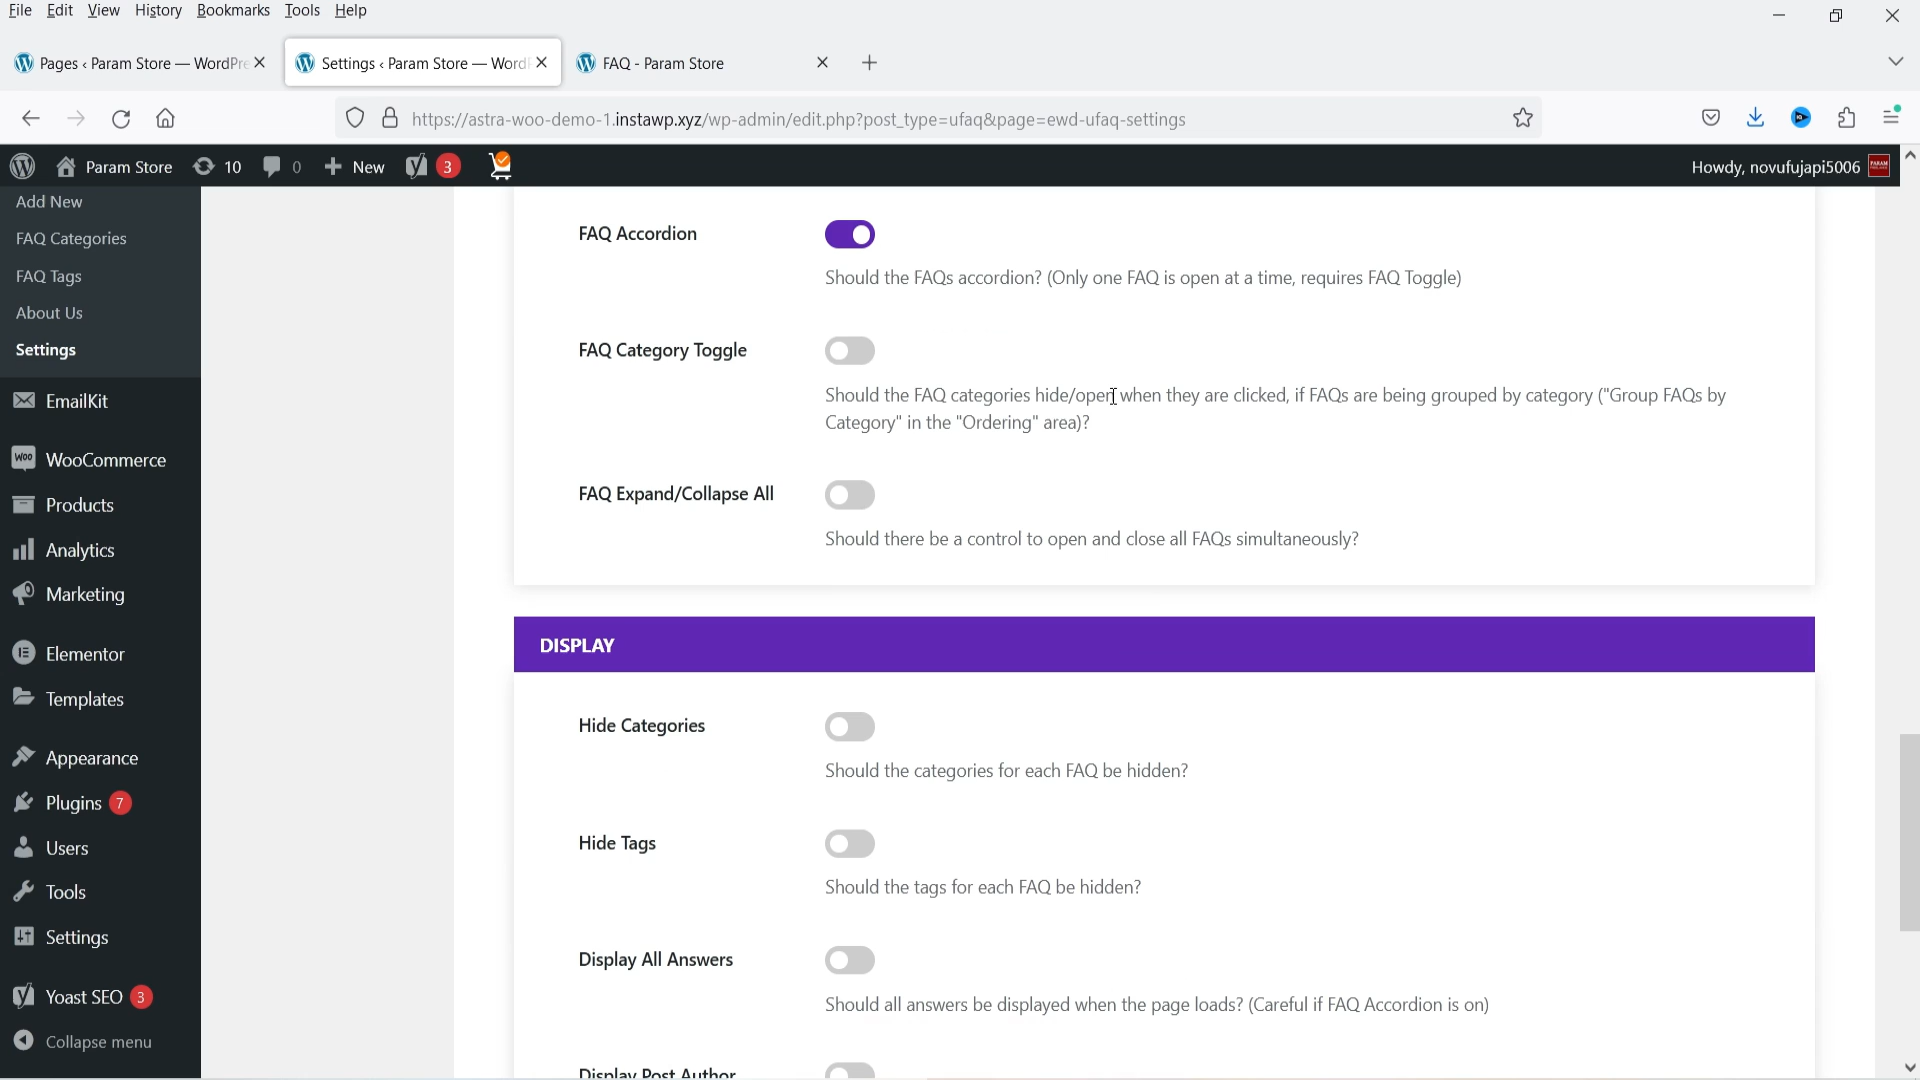 File Edit View History Bookmarks Tools Help
Pages ‹ Param Store — WordPre
Settings ‹ Param Store — Word
FAQ - Param Store
https://astra-woo-demo-1.instawp.xyz/wp-admin/edit.php?post_type=ufaq&page=ewd-ufaq-settings
Param Store 10 0 New 3 Howdy, novufujapi5006
Add New
FAQ Categories
FAQ Tags
About Us
Settings
EmailKit
WooCommerce
Products
Analytics
Marketing
Elementor
Templates
Appearance
Plugins 7
Users
Tools
Settings
Yoast SEO 3
Collapse menu
FAQ Accordion
Should the FAQs accordion? (Only one FAQ is open at a time, requires FAQ Toggle)
FAQ Category Toggle
Should the FAQ categories hide/open when they are clicked, if FAQs are being grouped by category ("Group FAQs by
Category" in the "Ordering" area)?
FAQ Expand/Collapse All
Should there be a control to open and close all FAQs simultaneously?
DISPLAY
Hide Categories
Should the categories for each FAQ be hidden?
Hide Tags
Should the tags for each FAQ be hidden?
Display All Answers
Should all answers be displayed when the page loads? (Careful if FAQ Accordion is on)
Display Post Author